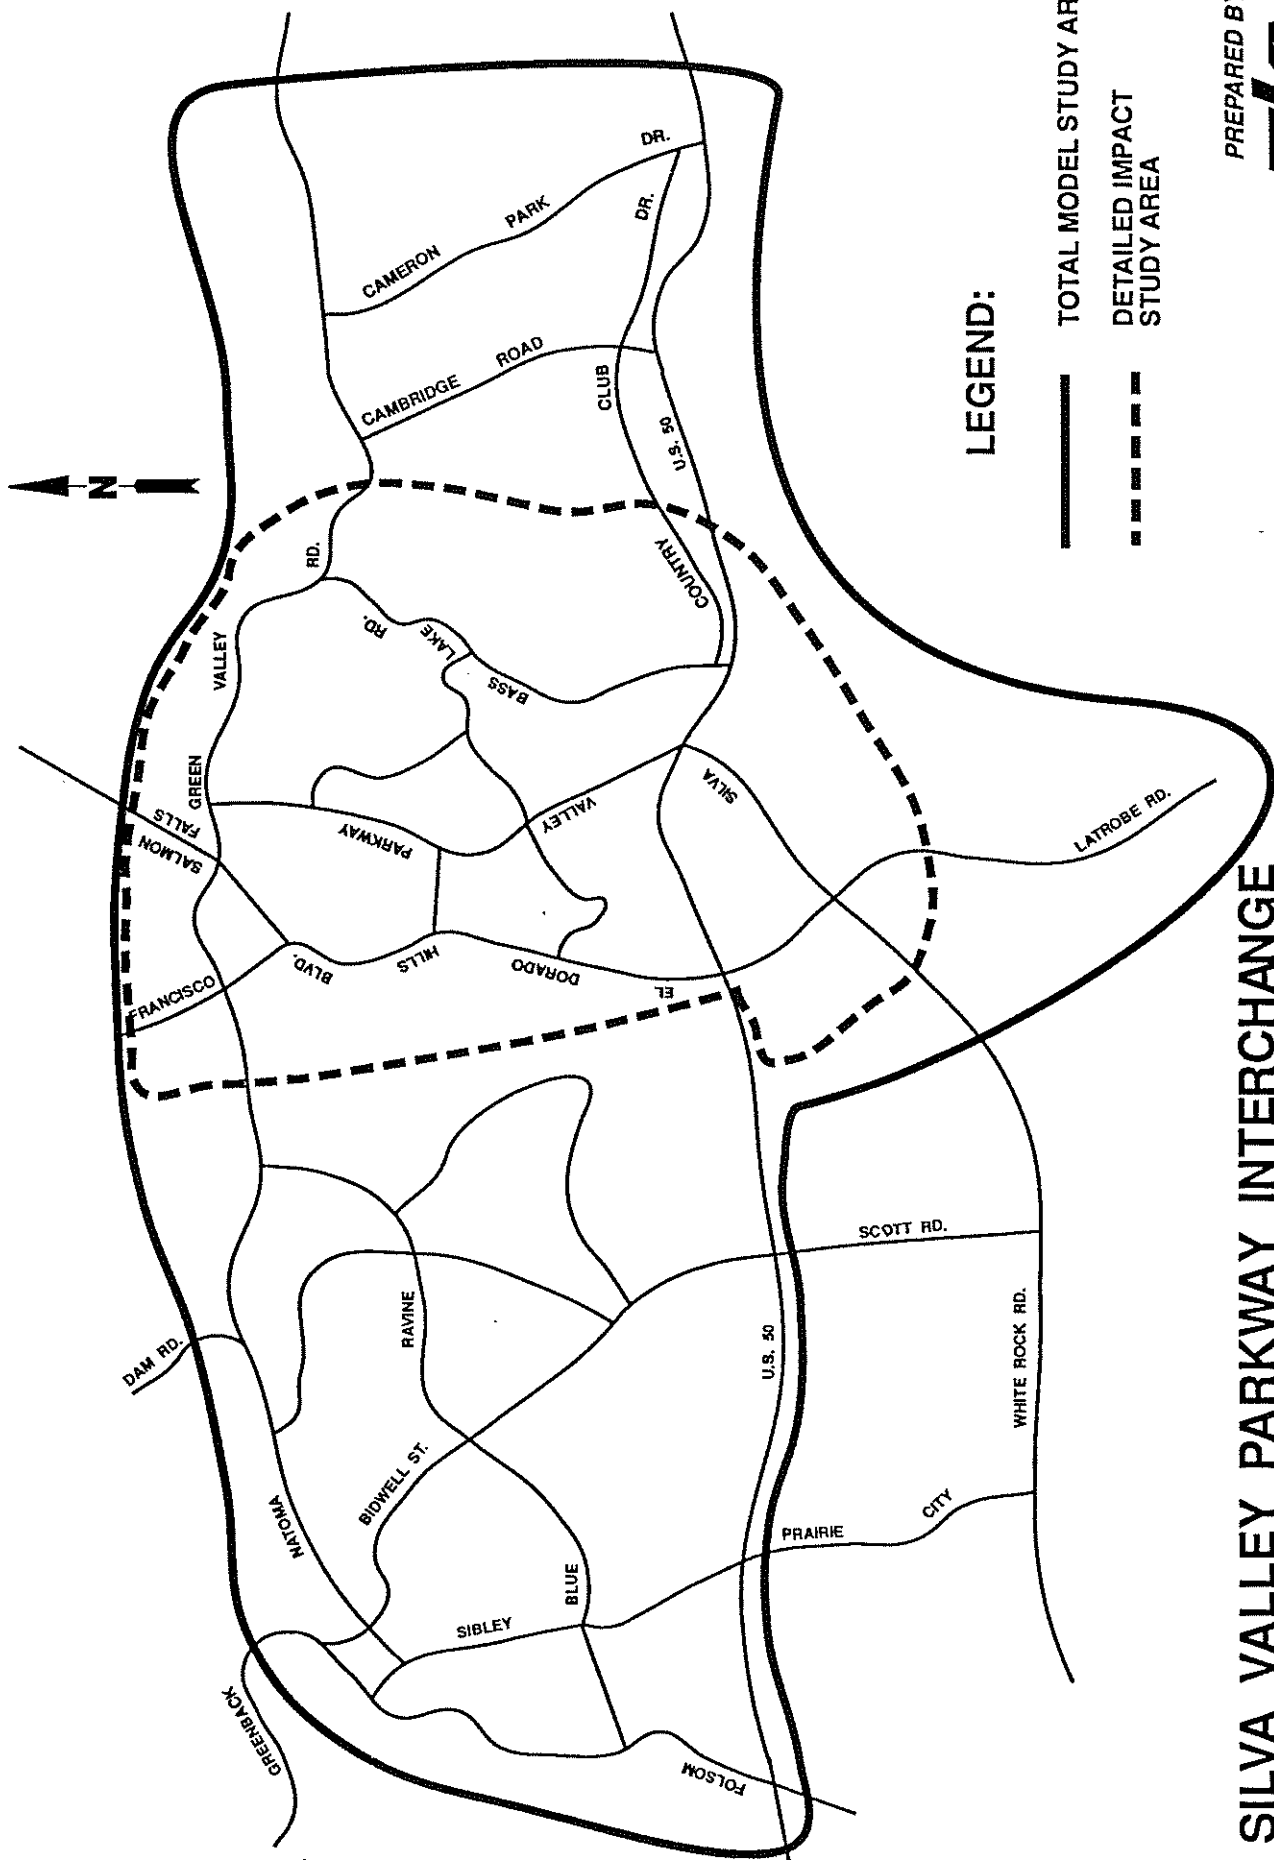 N
DAM RD.
GREENBACK
NATOMA
BIDWELL ST.
RAVINE
BLUE
SIBLEY
FOLSOM
PRAIRIE
CITY
U.S. 50
SCOTT RD.
WHITE ROCK RD.
FRANCISCO
SALMON
FALLS
GREEN
VALLEY
RD.
BLVD.
HILLS
DORADO
EL
PARKWAY
VALLEY
SILVA
BASS
LAKE
RD.
COUNTRY
CLUB
DR.
U.S. 50
CAMBRIDGE
ROAD
CAMERON
PARK
DR.
LATROBE RD.
LEGEND:
TOTAL MODEL STUDY AR
DETAILED IMPACT
STUDY AREA
PREPARED BY
SILVA VALLEY PARKWAY INTERCHANGE